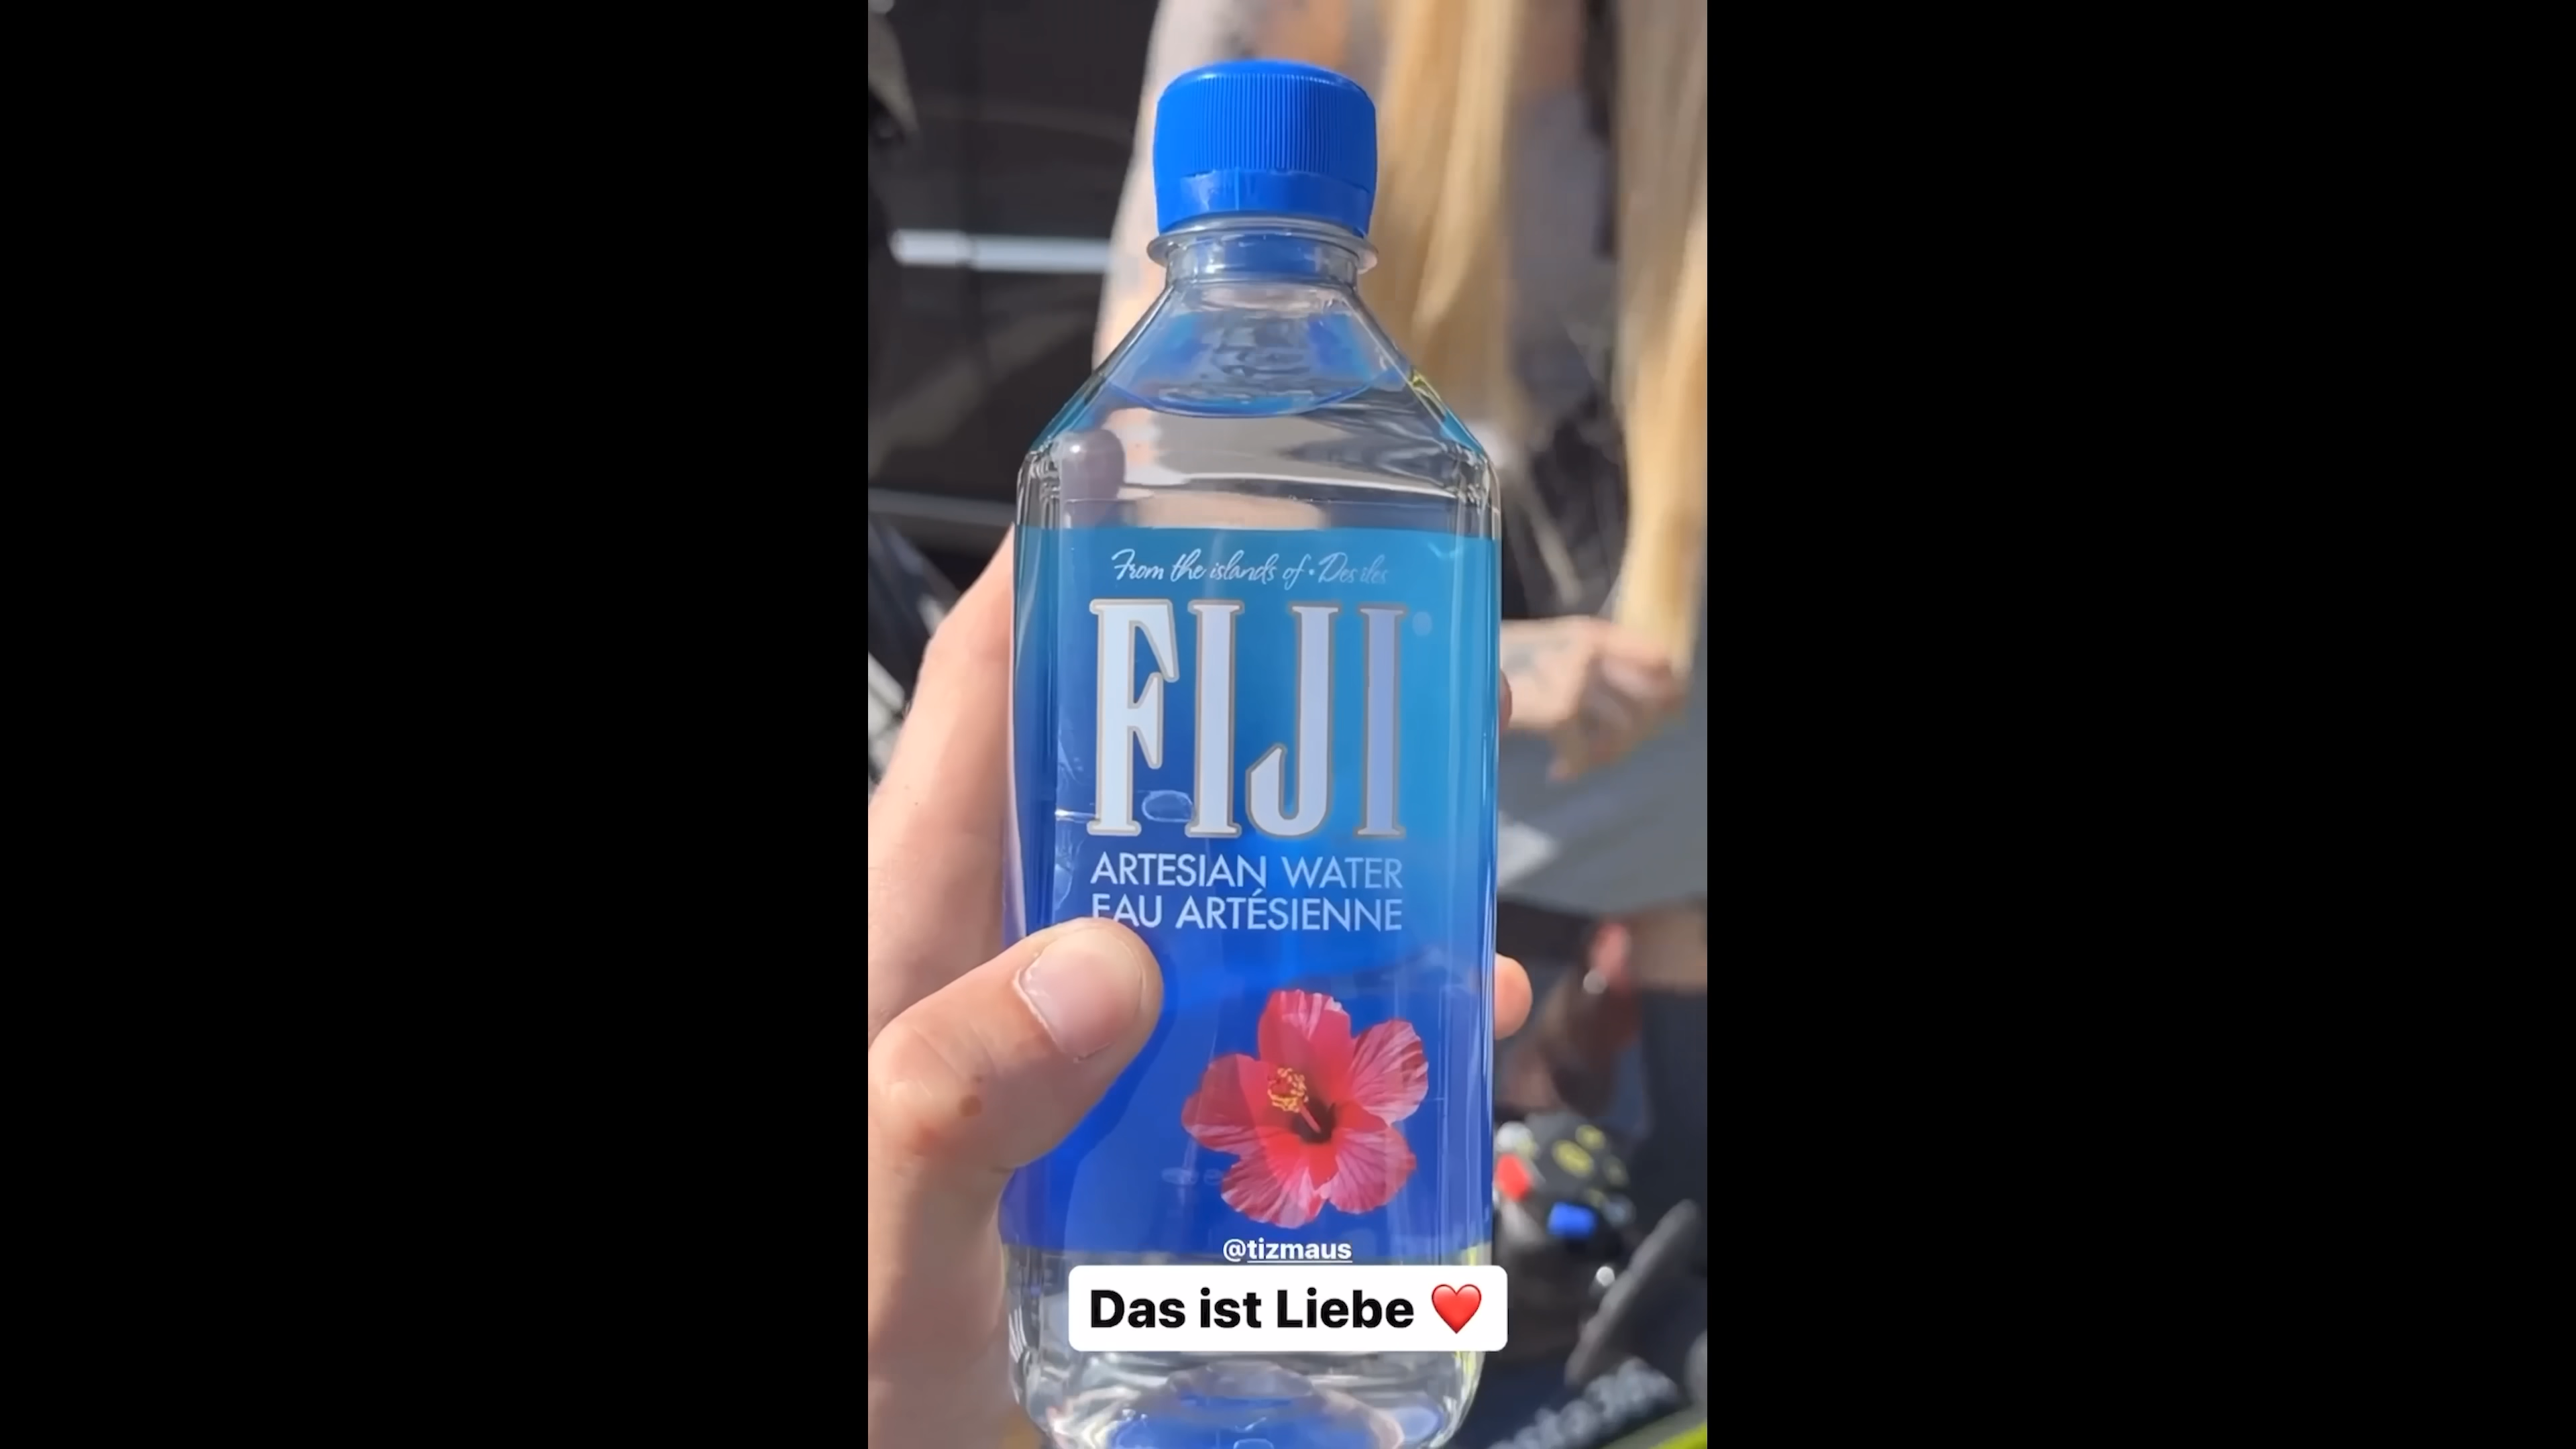 From the islands of • Des îles
FIJI
ARTESIAN WATER
EAU ARTÉSIENNE
@tizmaus
Das ist Liebe ❤️